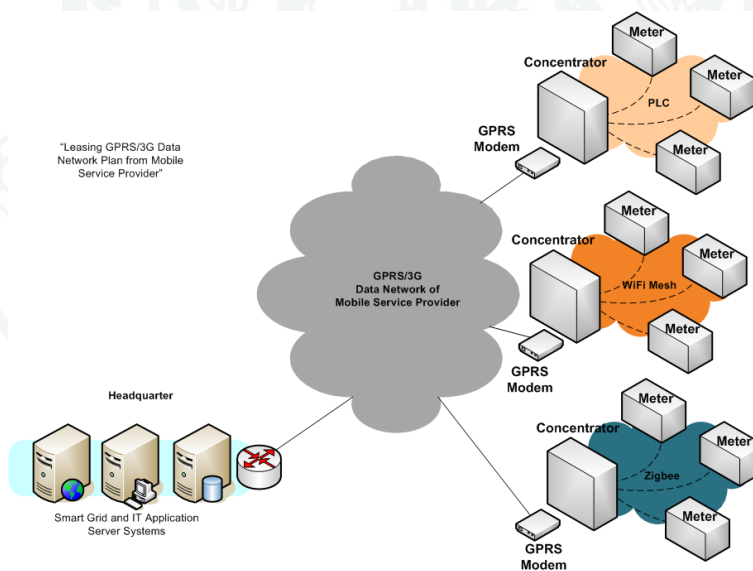 "Leasing GPRS/3G Data
Network Plan from Mobile
Service Provider"
GPRS/3G
Data Network of
Mobile Service Provider
Headquarter
Smart Grid and IT Application
Server Systems
Concentrator
Meter
Meter
PLC
Meter
GPRS
Modem
Concentrator
Meter
Meter
WiFi Mesh
Meter
GPRS
Modem
Concentrator
Meter
Meter
Zigbee
Meter
GPRS
Modem